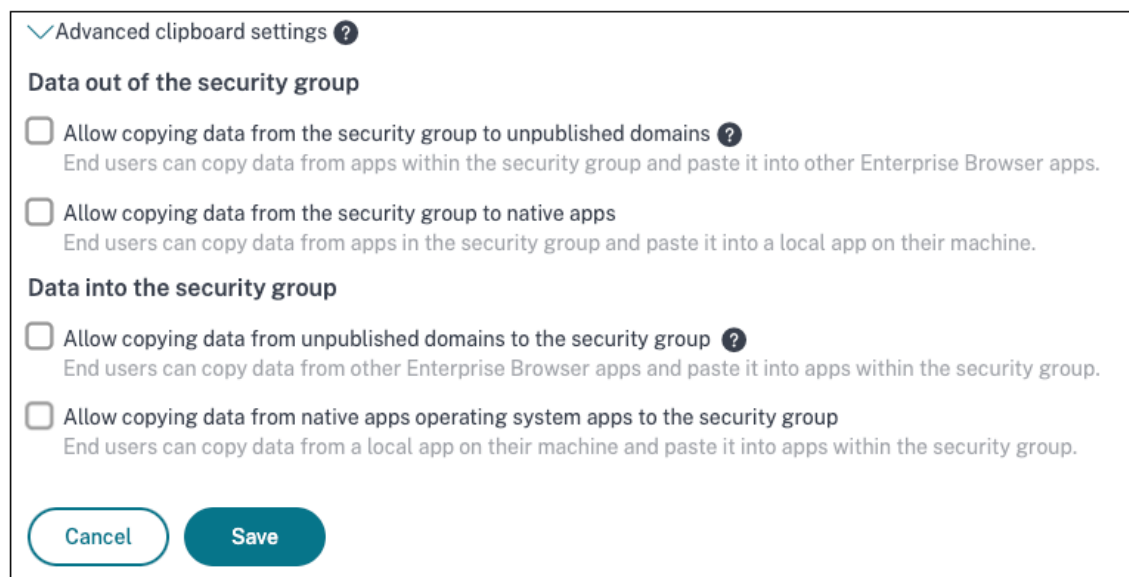 Advanced clipboard settings ?
Data out of the security group
Allow copying data from the security group to unpublished domains ?
End users can copy data from apps within the security group and paste it into other Enterprise Browser apps.
Allow copying data from the security group to native apps
End users can copy data from apps in the security group and paste it into a local app on their machine.
Data into the security group
Allow copying data from unpublished domains to the security group ?
End users can copy data from other Enterprise Browser apps and paste it into apps within the security group.
Allow copying data from native apps operating system apps to the security group
End users can copy data from a local app on their machine and paste it into apps within the security group.
Cancel Save